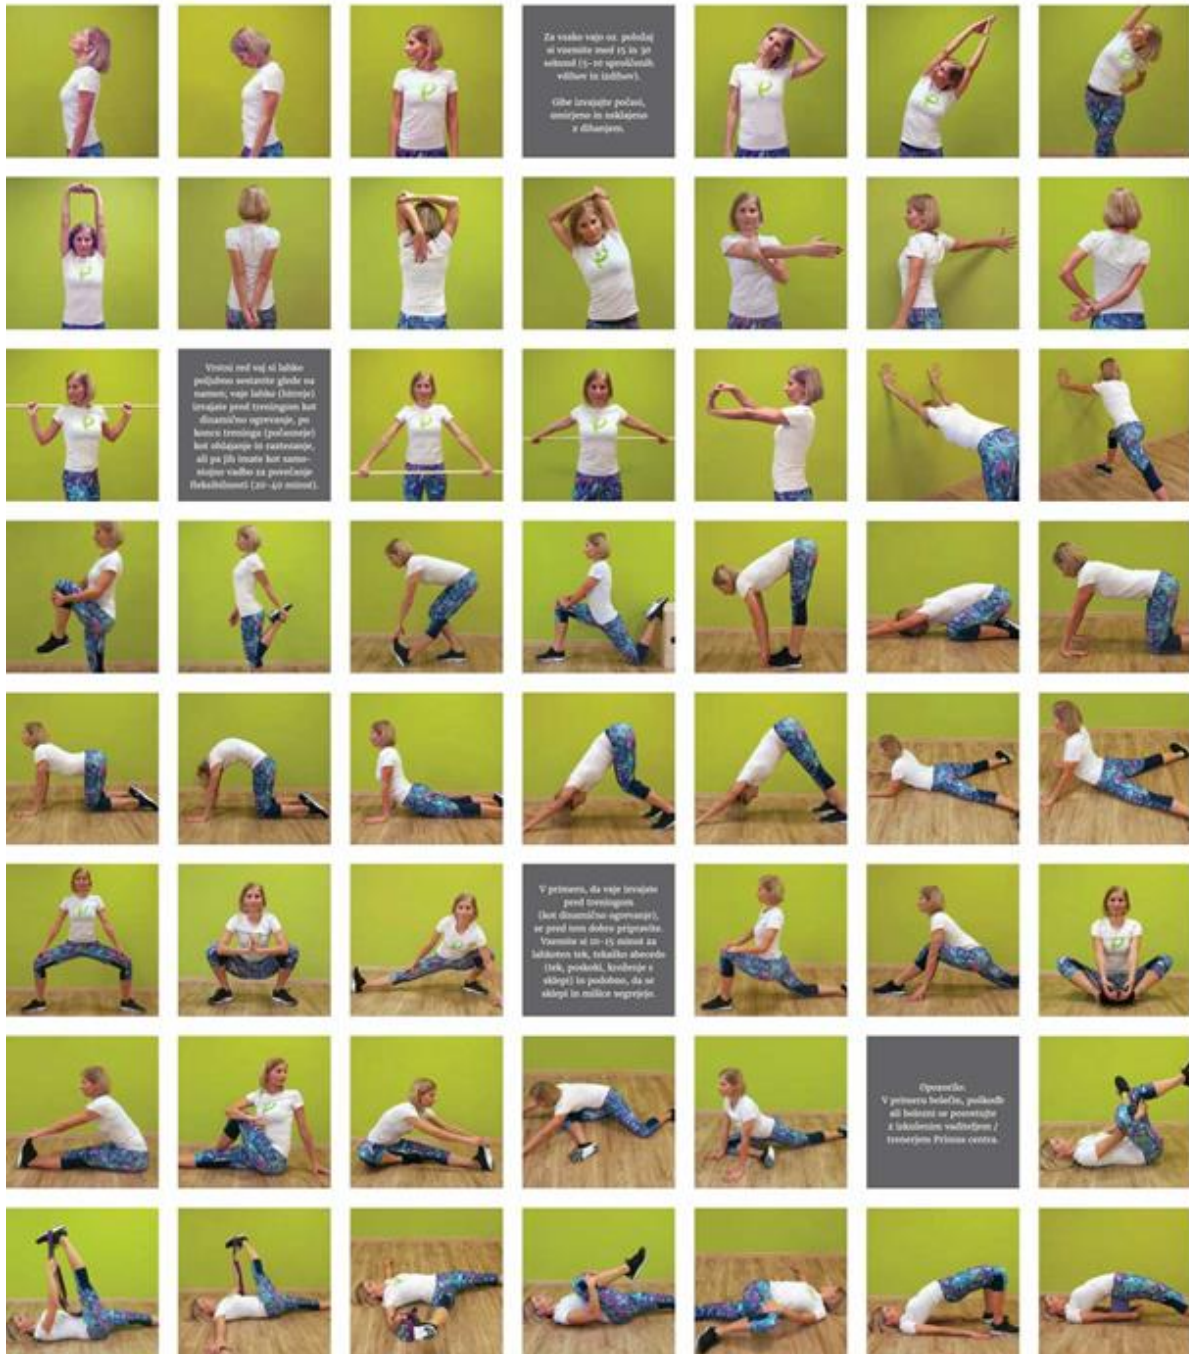 Za vsako vajo oz. položaj
si vzemite med 15 in 30
sekund (5–10 sproščenih
vdihov in izdihov).
Gibe izvajajte počasi,
umirjeno in usklajeno
z dihanjem.
Vrstni red vaj si lahko
poljubno sestavite glede na
namen; vaje lahko (hitreje)
izvajate pred treningom kot
dinamično ogrevanje, po
koncu treninga (počasneje)
kot ohlajanje in raztezanje,
ali pa jih imate kot samo-
stojno vadbo za povečanje
fleksibilnosti (20–40 minut).
V primeru, da vaje izvajate
pred treningom
(kot dinamično ogrevanje),
se pred tem dobro pripravite.
Vzemite si 10–15 minut za
lahkoten tek, tekaško abecedo
(tek, poskoki, kroženje s
sklepi) in podobno, da se
sklepi in mišice segrejejo.
Opozorilo:
V primeru bolečin, poškodb
ali bolezni se posvetujte
z izkušenim vaditeljem /
trenerjem Primus centra.